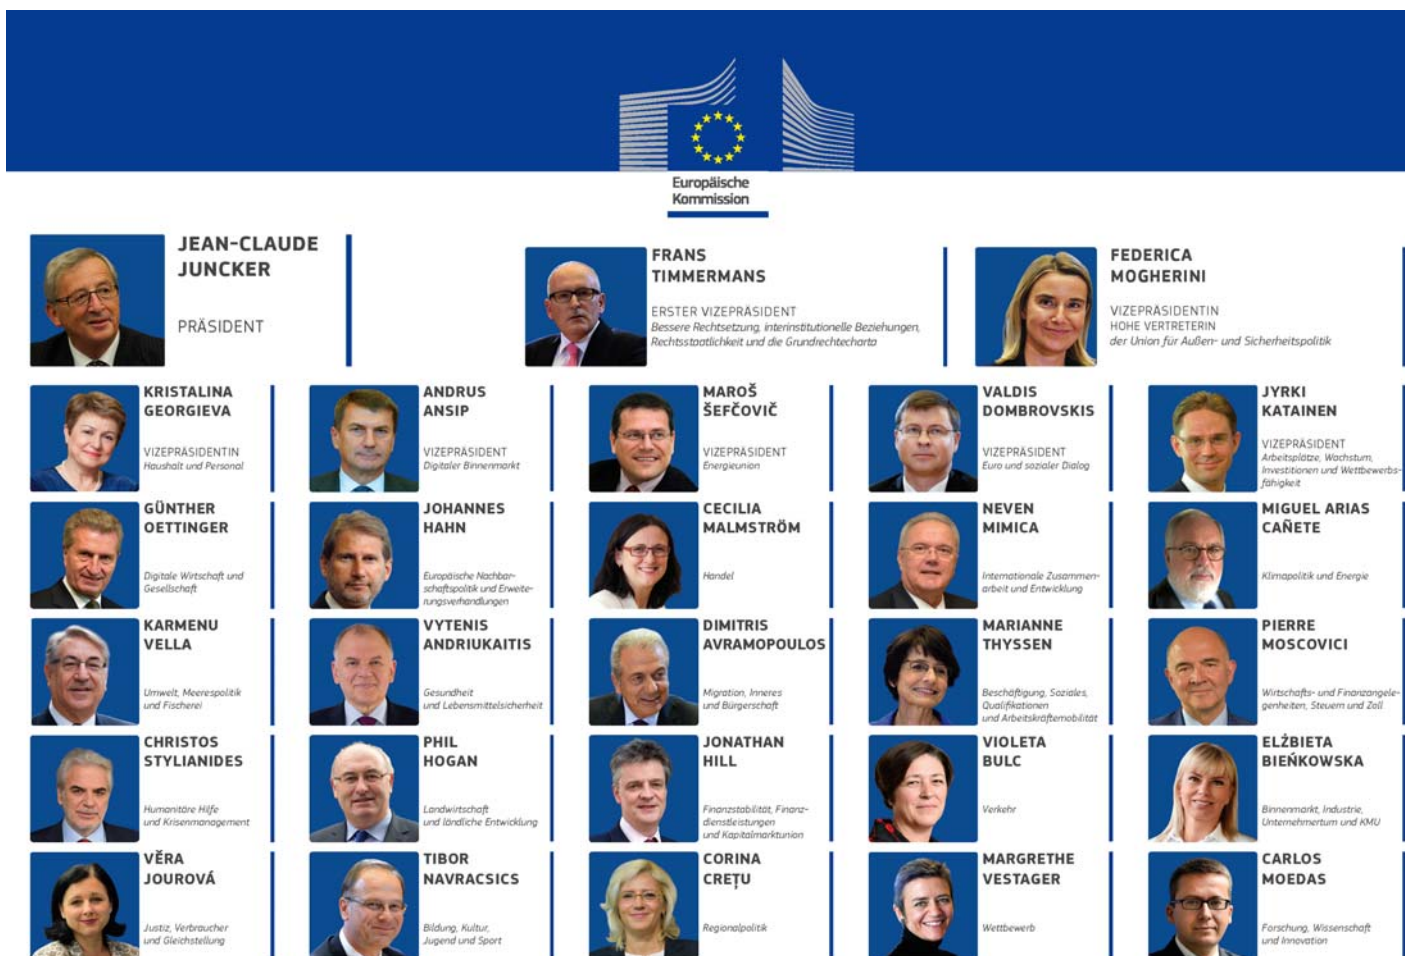 Europäische
Kommission
JEAN-CLAUDE
JUNCKER
PRÄSIDENT
FRANS
TIMMERMANS
ERSTER VIZEPRÄSIDENT
Bessere Rechtsetzung, interinstitutionelle Beziehungen,
Rechtsstaatlichkeit und die Grundrechtecharta
FEDERICA
MOGHERINI
VIZEPRÄSIDENTIN
HOHE VERTRETERIN
der Union für Außen- und Sicherheitspolitik
KRISTALINA
GEORGIEVA
VIZEPRÄSIDENTIN
Haushalt und Personal
ANDRUS
ANSIP
VIZEPRÄSIDENT
Digitaler Binnenmarkt
MAROŠ
ŠEFČOVIČ
VIZEPRÄSIDENT
Energieunion
VALDIS
DOMBROVSKIS
VIZEPRÄSIDENT
Euro und sozialer Dialog
JYRKI
KATAINEN
VIZEPRÄSIDENT
Arbeitsplätze, Wachstum,
Investitionen und Wettbewerbs-
fähigkeit
GÜNTHER
OETTINGER
Digitale Wirtschaft und
Gesellschaft
JOHANNES
HAHN
Europäische Nachbar-
schaftspolitik und Erweite-
rungsverhandlungen
CECILIA
MALMSTRÖM
Handel
NEVEN
MIMICA
Internationale Zusammen-
arbeit und Entwicklung
MIGUEL ARIAS
CAÑETE
Klimapolitik und Energie
KARMENU
VELLA
Umwelt, Meerespolitik
und Fischerei
VYTENIS
ANDRIUKAITIS
Gesundheit
und Lebensmittelsicherheit
DIMITRIS
AVRAMOPOULOS
Migration, Inneres
und Bürgerschaft
MARIANNE
THYSSEN
Beschäftigung, Soziales,
Qualifikationen
und Arbeitskräftemobilität
PIERRE
MOSCOVICI
Wirtschafts- und Finanzangele-
genheiten, Steuern und Zoll
CHRISTOS
STYLIANIDES
Humanitäre Hilfe
und Krisenmanagement
PHIL
HOGAN
Landwirtschaft
und ländliche Entwicklung
JONATHAN
HILL
Finanzstabilität, Finanz-
dienstleistungen
und Kapitalmarktunion
VIOLETA
BULC
Verkehr
ELŻBIETA
BIEŃKOWSKA
Binnenmarkt, Industrie,
Unternehmertum und KMU
VĚRA
JOUROVÁ
Justiz, Verbraucher
und Gleichstellung
TIBOR
NAVRACSICS
Bildung, Kultur,
Jugend und Sport
CORINA
CREȚU
Regionalpolitik
MARGRETHE
VESTAGER
Wettbewerb
CARLOS
MOEDAS
Forschung, Wissenschaft
und Innovation